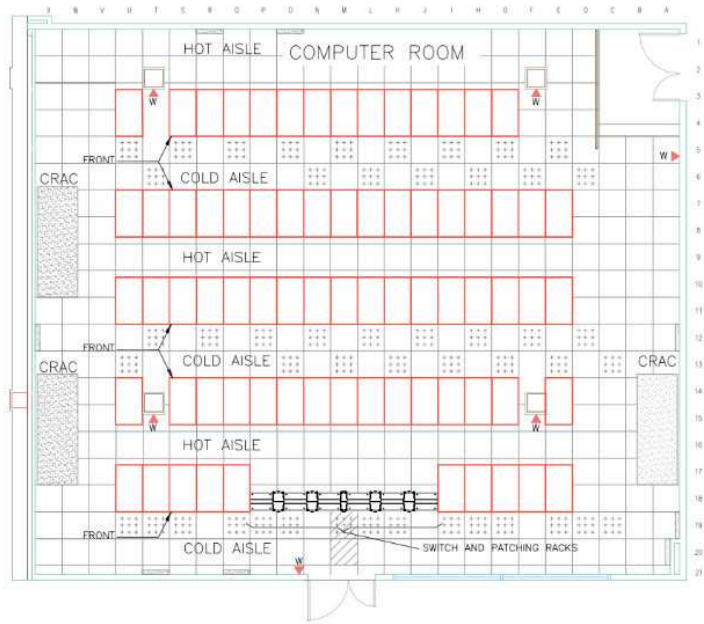 X W V U T S R Q P O N M L K J I H G F E D C B A
HOT AISLE
COMPUTER ROOM
1
2
W
W
3
4
5
FRONT
W
COLD AISLE
6
CRAC
7
8
HOT AISLE
9
10
11
12
FRONT
COLD AISLE
13
CRAC
CRAC
14
W
W
15
HOT AISLE
16
17
18
19
FRONT
COLD AISLE
SWITCH AND PATCHING RACKS
20
W
21